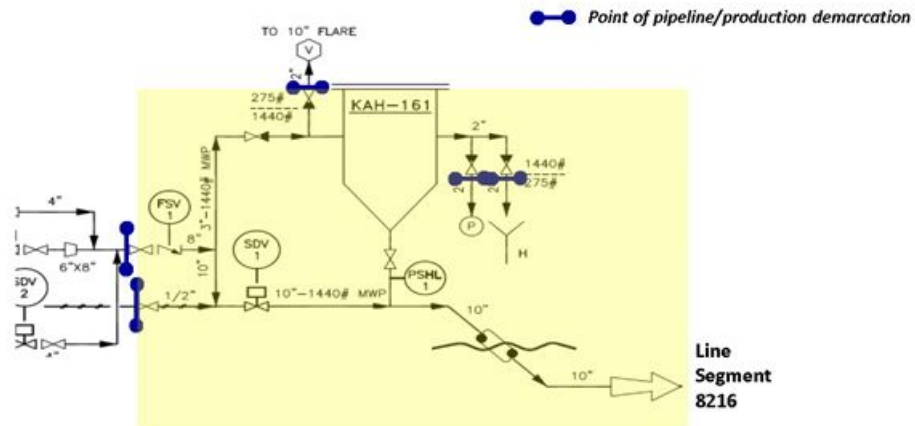 Point of pipeline/production demarcation
TO 10" FLARE
V
2"
275#
1440#
KAH-161
2"
1440#
275#
2"
2"
P
H
4"
FSV
1
8"
3"-1440# MWP
10"
SDV
1
6"X8"
SDV
2
1/2"
10"-1440# MWP
PSHL
1
4"
10"
10"
Line
Segment
8216